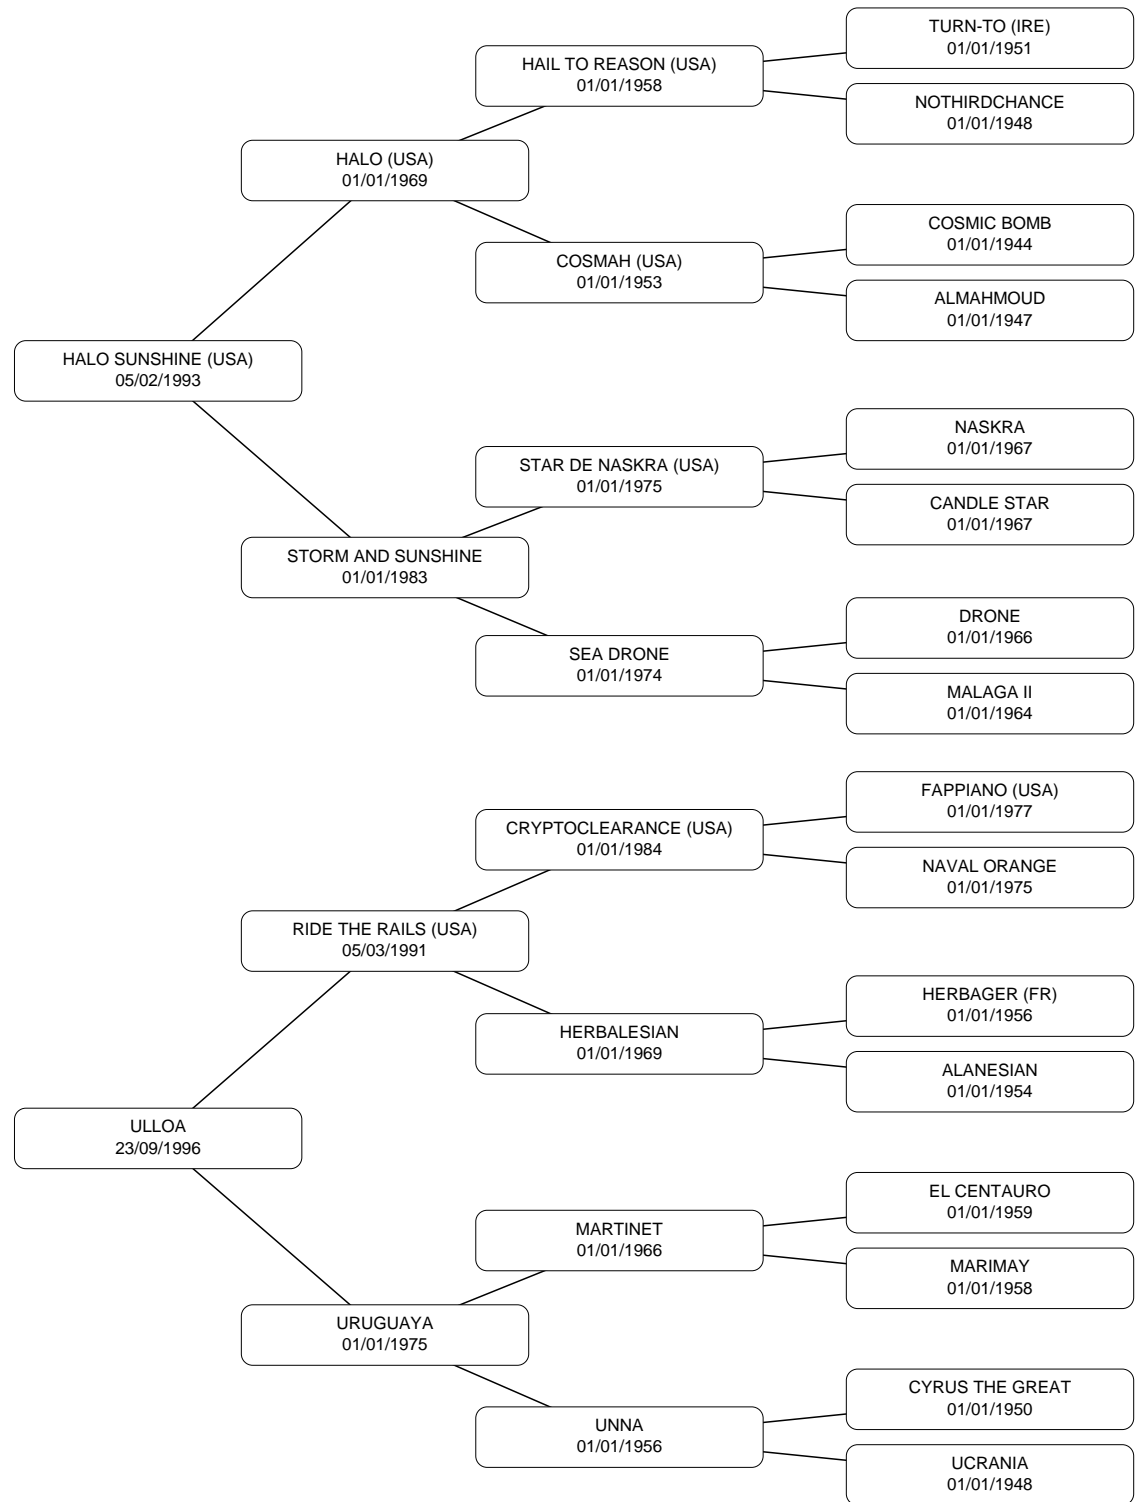 TURN-TO (IRE)
01/01/1951
HAIL TO REASON (USA)
01/01/1958
NOTHIRDCHANCE
01/01/1948
HALO (USA)
01/01/1969
COSMIC BOMB
01/01/1944
COSMAH (USA)
01/01/1953
ALMAHMOUD
01/01/1947
HALO SUNSHINE (USA)
05/02/1993
NASKRA
01/01/1967
STAR DE NASKRA (USA)
01/01/1975
CANDLE STAR
01/01/1967
STORM AND SUNSHINE
01/01/1983
DRONE
01/01/1966
SEA DRONE
01/01/1974
MALAGA II
01/01/1964
FAPPIANO (USA)
01/01/1977
CRYPTOCLEARANCE (USA)
01/01/1984
NAVAL ORANGE
01/01/1975
RIDE THE RAILS (USA)
05/03/1991
HERBAGER (FR)
01/01/1956
HERBALESIAN
01/01/1969
ALANESIAN
01/01/1954
ULLOA
23/09/1996
EL CENTAURO
01/01/1959
MARTINET
01/01/1966
MARIMAY
01/01/1958
URUGUAYA
01/01/1975
CYRUS THE GREAT
01/01/1950
UNNA
01/01/1956
UCRANIA
01/01/1948